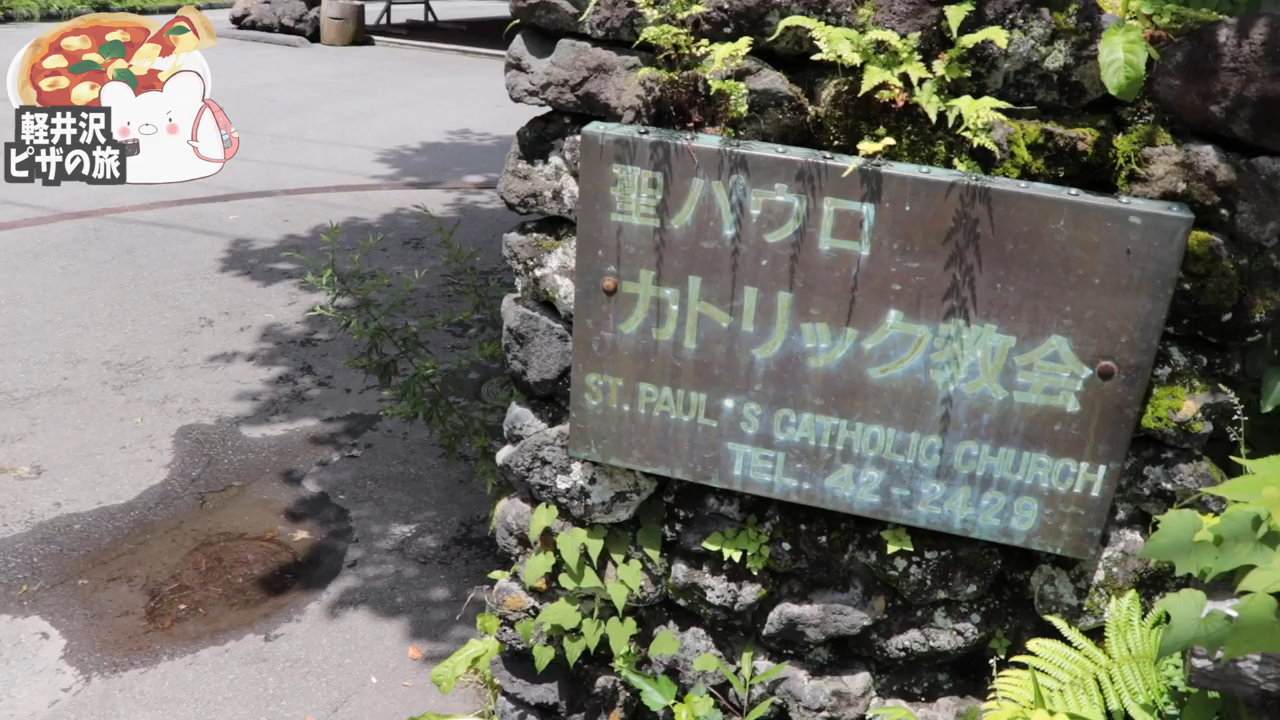 軽井沢
ピザの旅
聖パウロ
カトリック教会
ST. PAUL'S CATHOLIC CHURCH
TEL. 42-2429